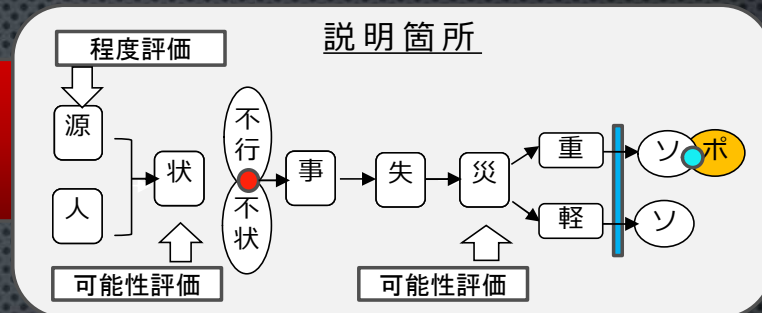 説明箇所
程度評価
源
人
状
不行
不状
事
失
災
重
軽
ソ
ポ
ソ
可能性評価
可能性評価